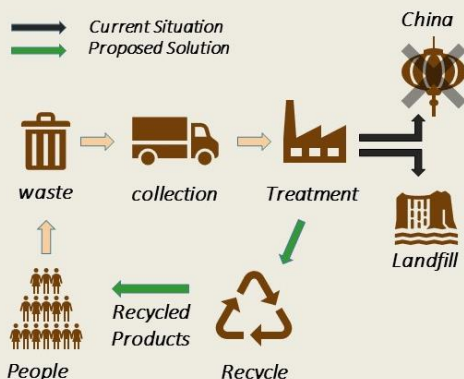 Current Situation
Proposed Solution
China
waste
collection
Treatment
Landfill
Recycled
Products
People
Recycle